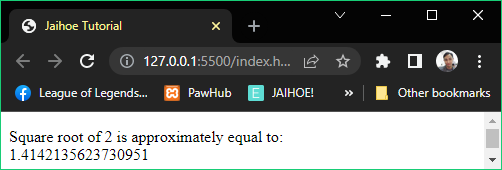 Jaihoe Tutorial
127.0.0.1:5500/index.h...
League of Legends... PawHub JAIHOE! » Other bookmarks
Square root of 2 is approximately equal to:
1.4142135623730951